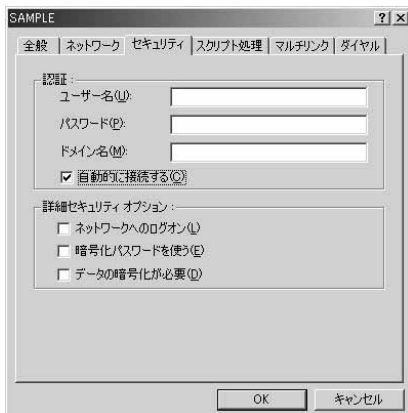 SAMPLE
全般 ネットワーク セキュリティ スクリプト処理 マルチリンク ダイヤル
認証:
ユーザー名(U):
パスワード(P):
ドメイン名(M):
自動的に接続する(C)
詳細セキュリティ オプション:
ネットワークへのログオン(L)
暗号化パスワードを使う(E)
データの暗号化が必要(D)
OK キャンセル